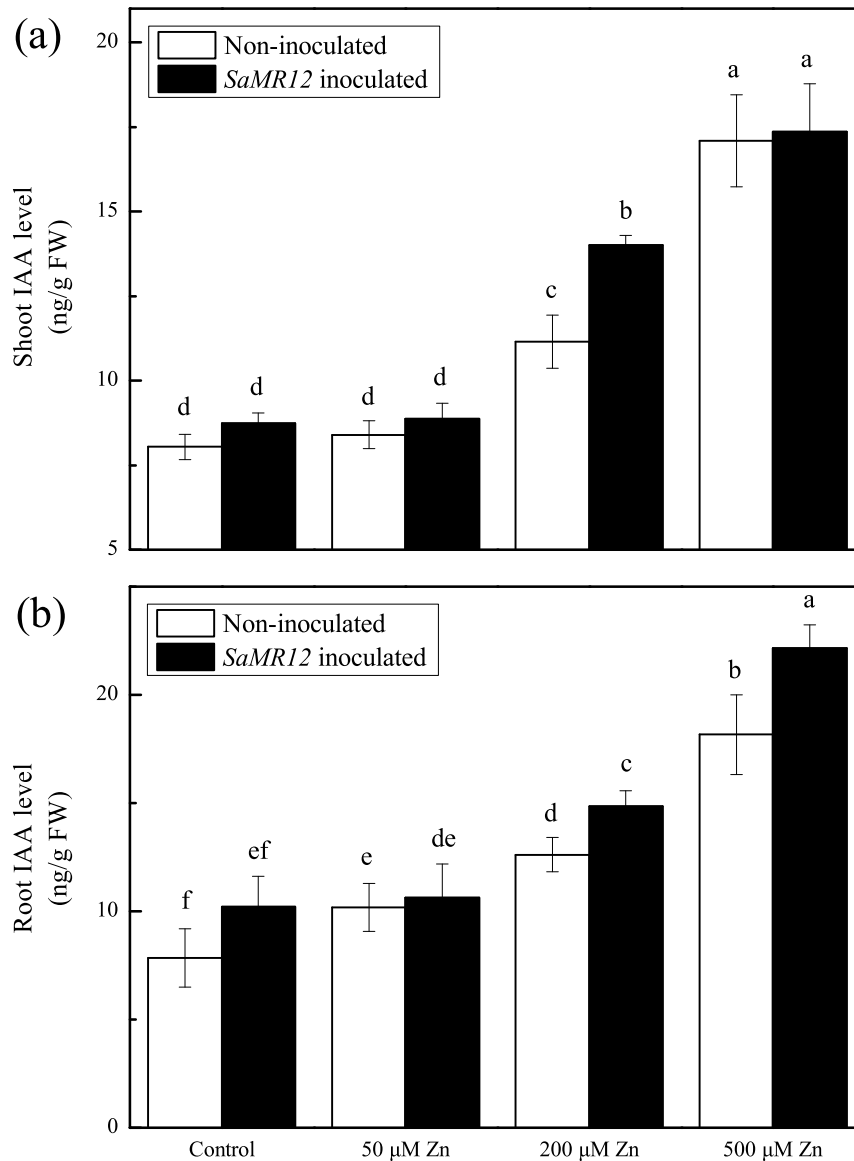 (a)
Non-inoculated
SaMR12 inoculated
20
15
10
5
Shoot IAA level
(ng/g FW)
d
d
d
d
c
b
a
a
(b)
Non-inoculated
SaMR12 inoculated
20
10
0
Root IAA level
(ng/g FW)
f
ef
e
de
d
c
b
a
Control
50 μM Zn
200 μM Zn
500 μM Zn